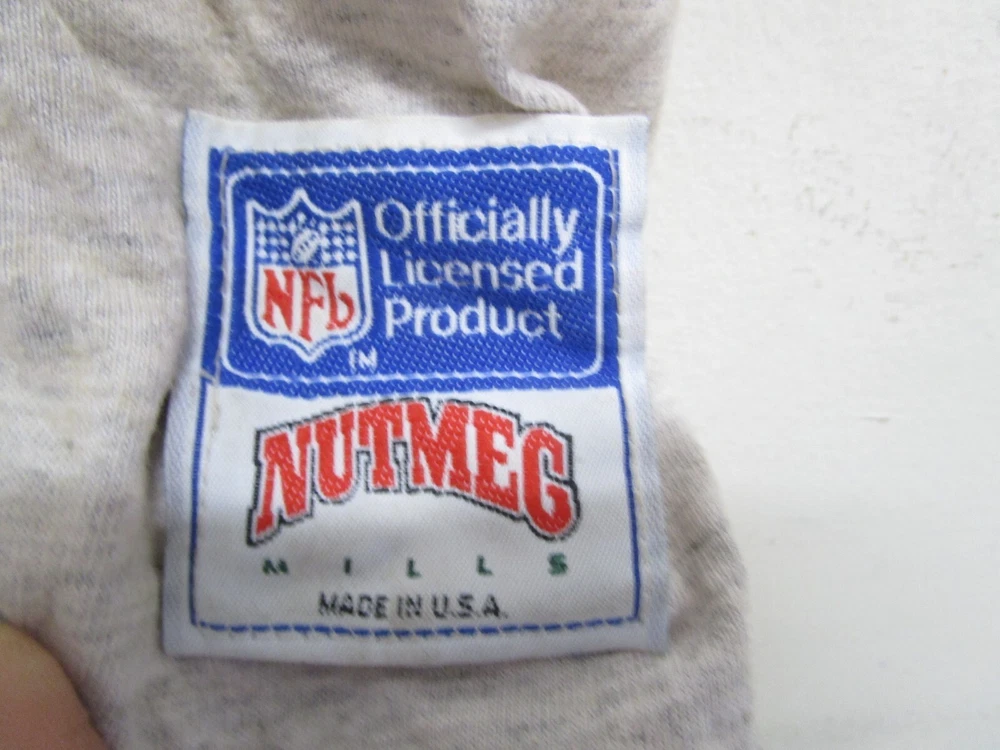 NFL
Officially
Licensed
Product
TM
NUTMEG
MILLS
MADE IN U.S.A.